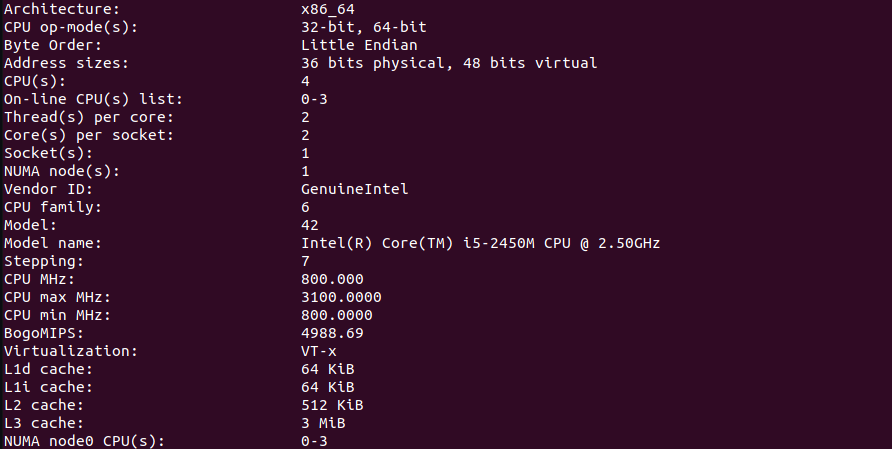 Architecture:                    x86_64
CPU op-mode(s):                  32-bit, 64-bit
Byte Order:                      Little Endian
Address sizes:                   36 bits physical, 48 bits virtual
CPU(s):                          4
On-line CPU(s) list:             0-3
Thread(s) per core:              2
Core(s) per socket:              2
Socket(s):                       1
NUMA node(s):                    1
Vendor ID:                       GenuineIntel
CPU family:                      6
Model:                           42
Model name:                      Intel(R) Core(TM) i5-2450M CPU @ 2.50GHz
Stepping:                        7
CPU MHz:                         800.000
CPU max MHz:                     3100.0000
CPU min MHz:                     800.0000
BogoMIPS:                        4988.69
Virtualization:                  VT-x
L1d cache:                       64 KiB
L1i cache:                       64 KiB
L2 cache:                        512 KiB
L3 cache:                        3 MiB
NUMA node0 CPU(s):               0-3